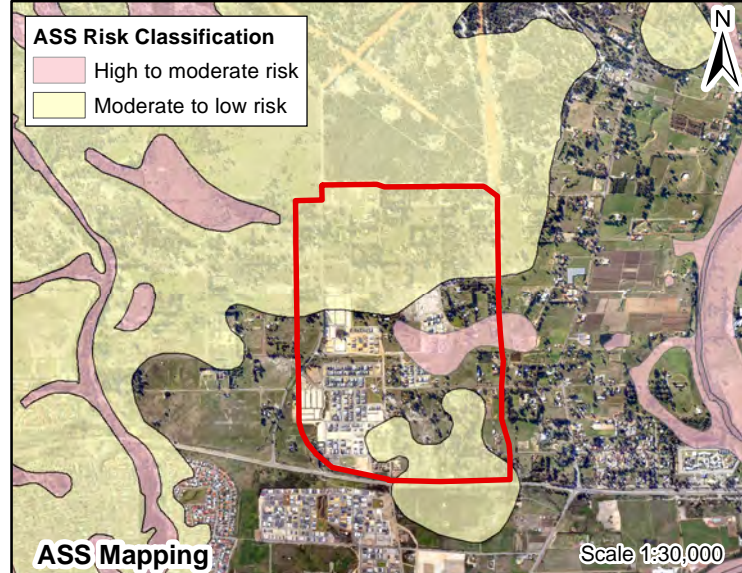 ASS Risk Classification
High to moderate risk
Moderate to low risk
N
ASS Mapping
Scale 1:30,000